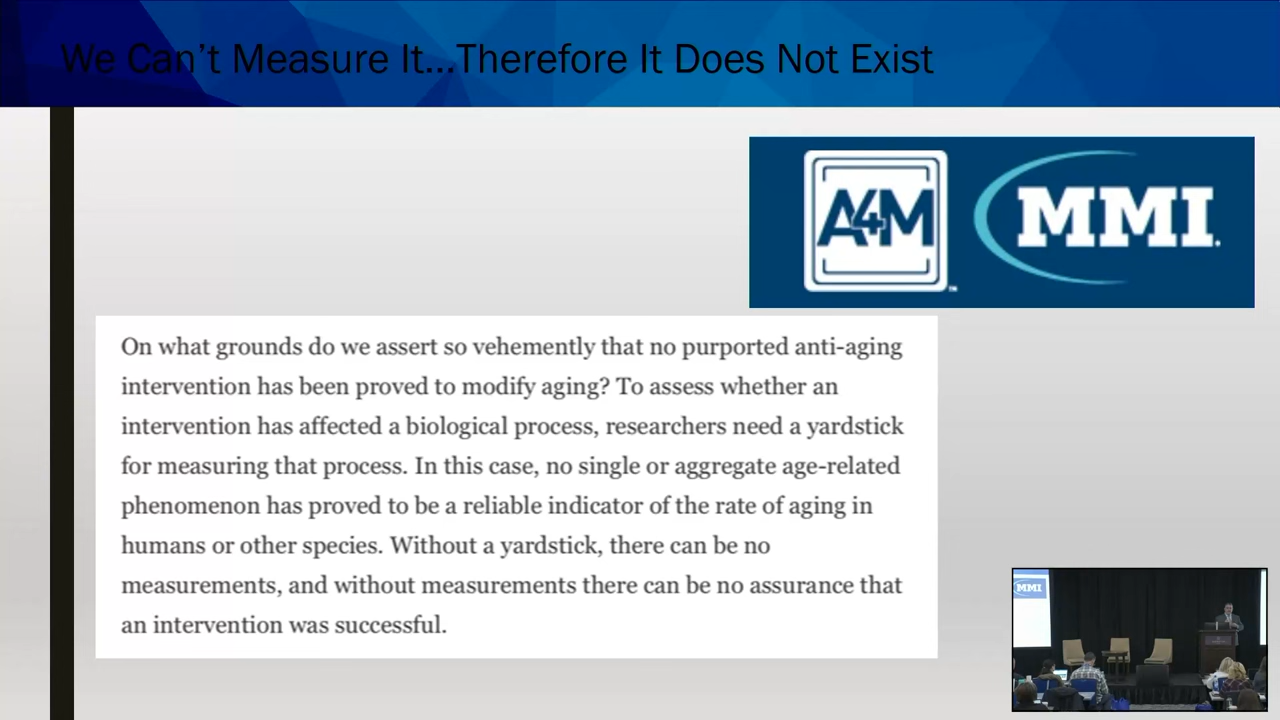 We Can't Measure It...Therefore It Does Not Exist
A4M
MMI.
™
On what grounds do we assert so vehemently that no purported anti-aging
intervention has been proved to modify aging? To assess whether an
intervention has affected a biological process, researchers need a yardstick
for measuring that process. In this case, no single or aggregate age-related
phenomenon has proved to be a reliable indicator of the rate of aging in
humans or other species. Without a yardstick, there can be no
measurements, and without measurements there can be no assurance that
an intervention was successful.
MMI